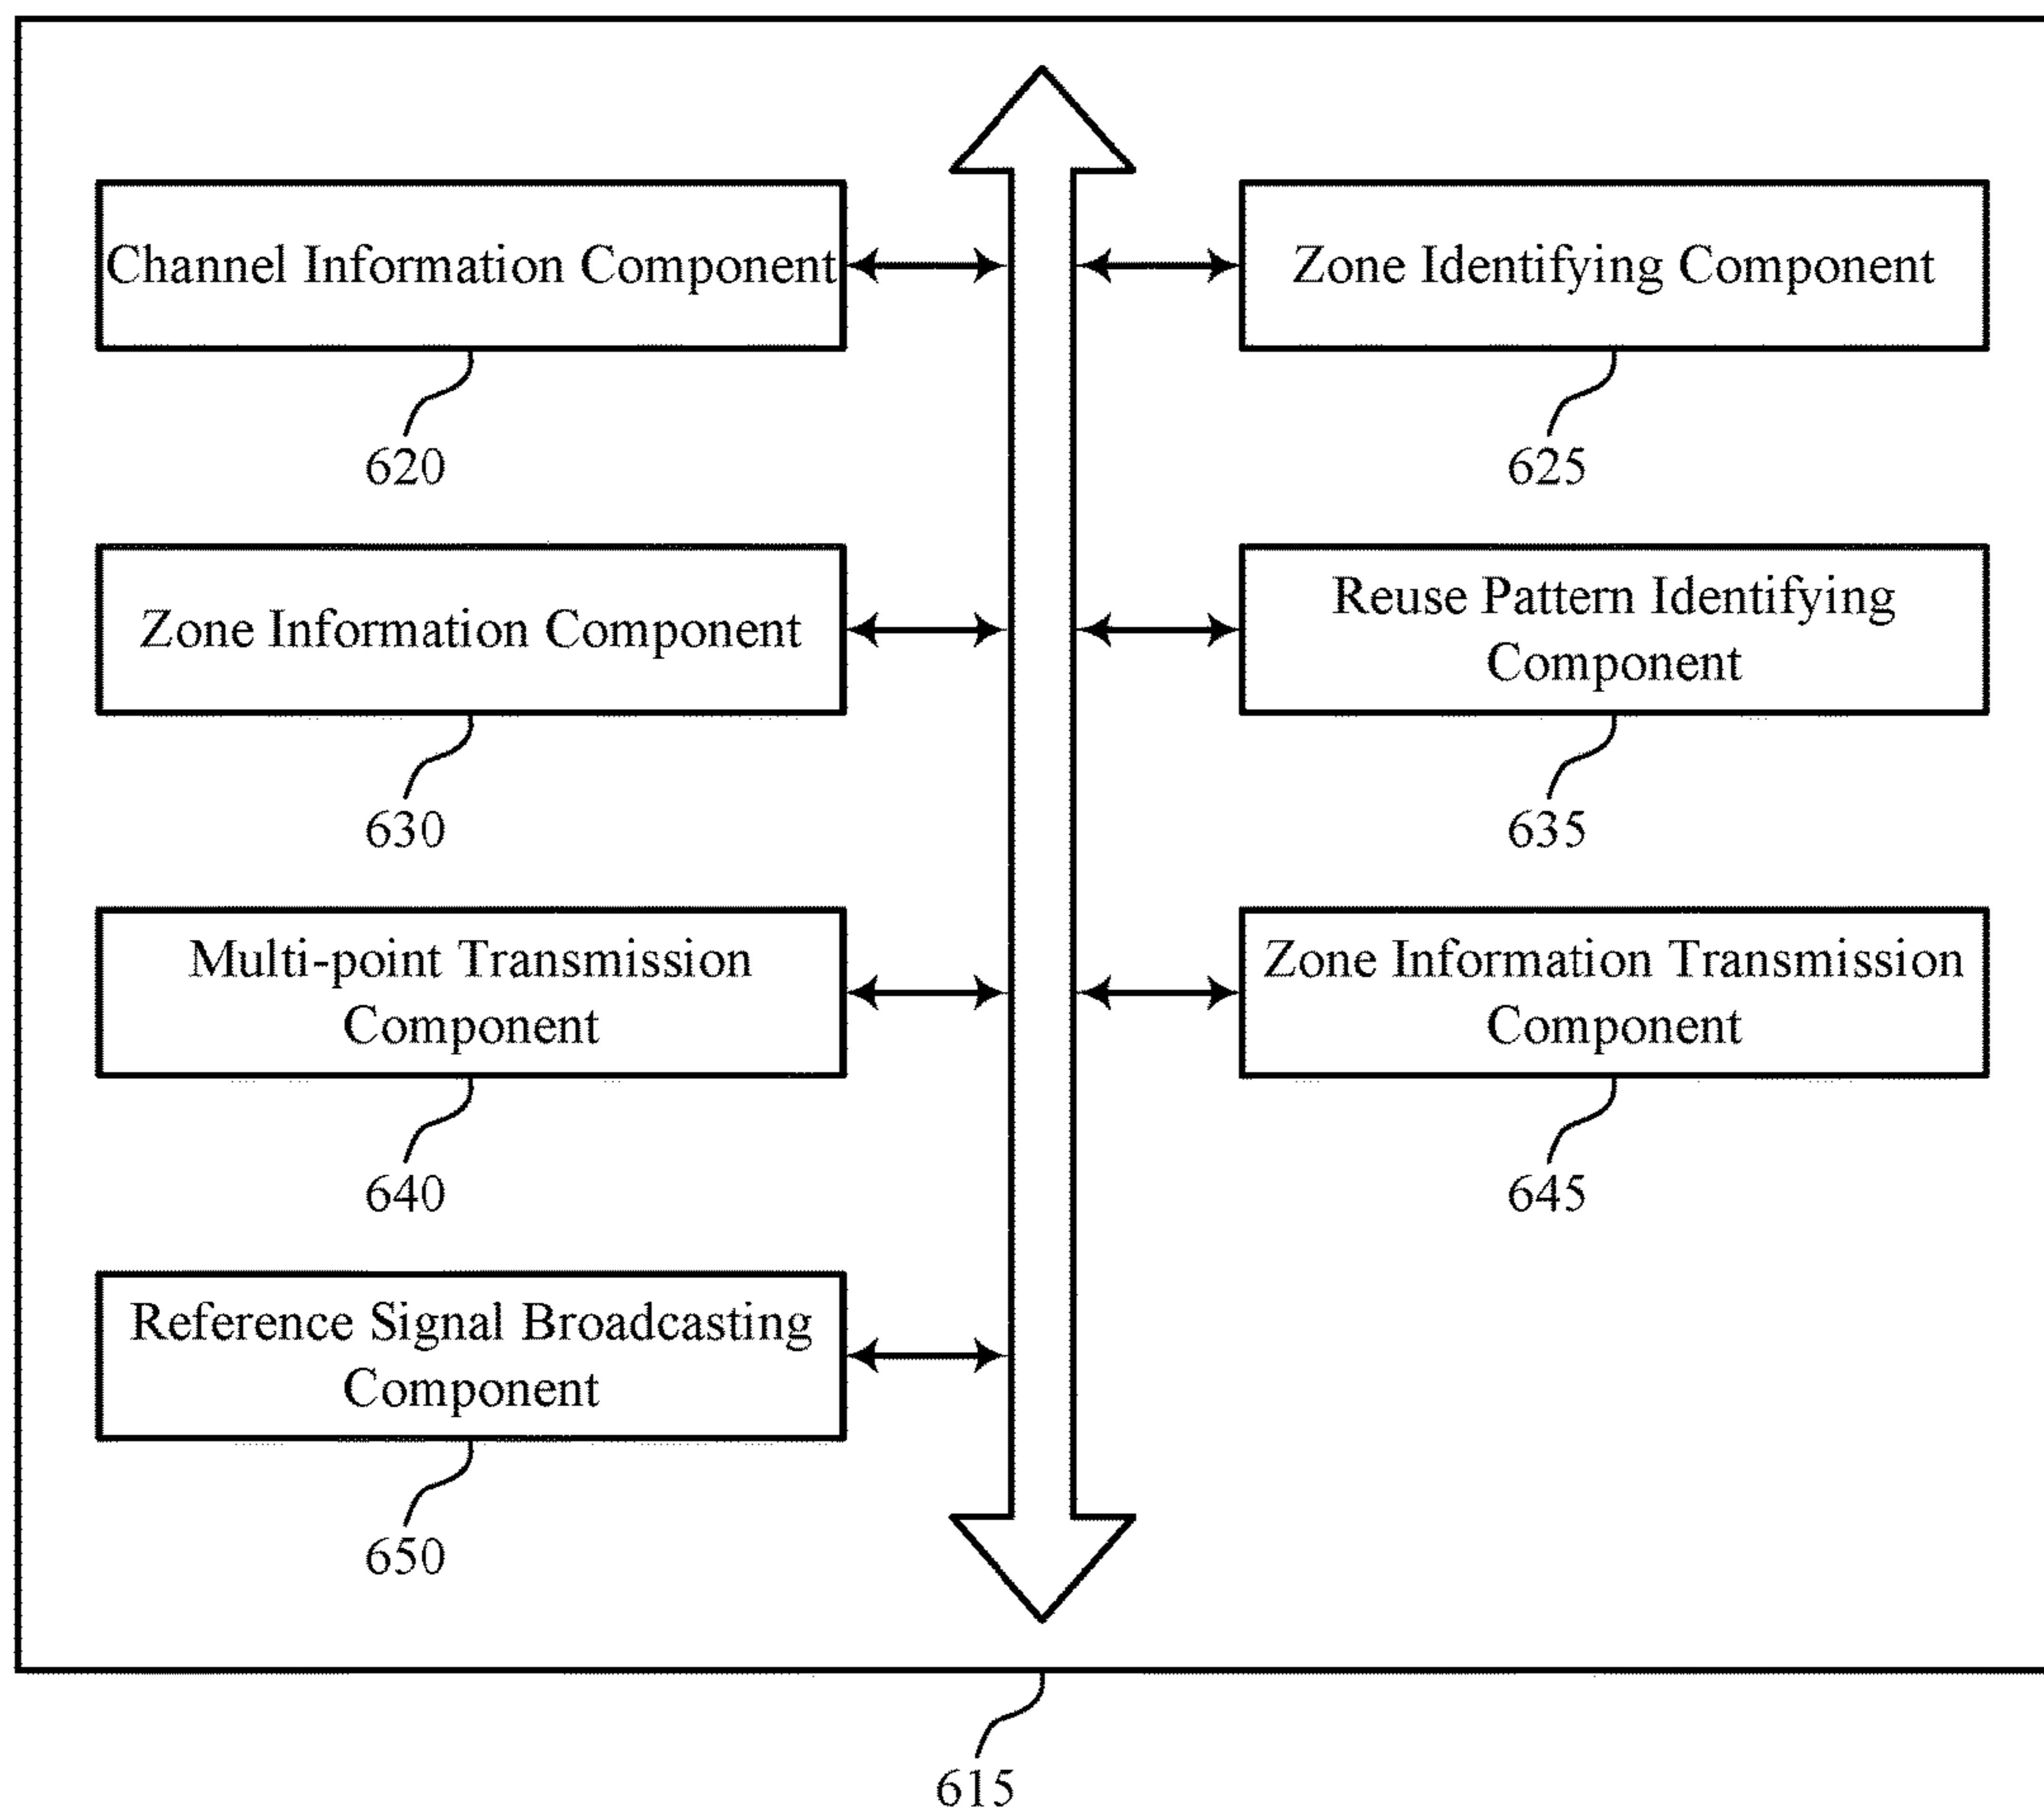 Channel Information Component
620
Zone Identifying Component
625
Zone Information Component
630
Reuse Pattern Identifying
Component
635
Multi-point Transmission
Component
640
Zone Information Transmission
Component
645
Reference Signal Broadcasting
Component
650
615